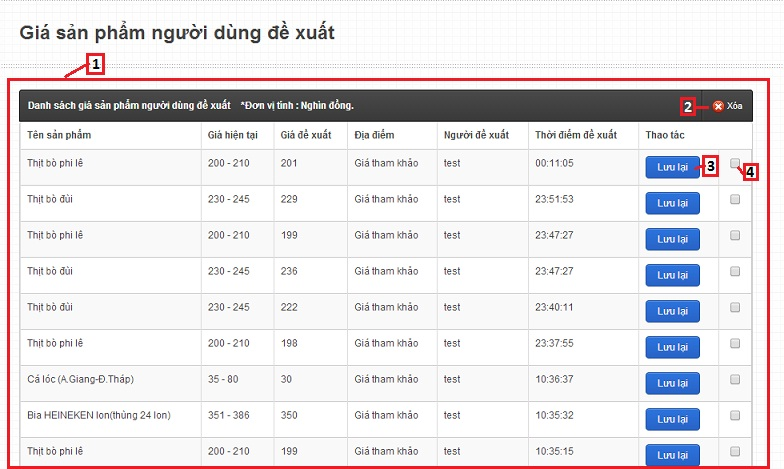 Giá sản phẩm người dùng đề xuất
1
Danh sách giá sản phẩm người dùng đề xuất *Đơn vị tính : Nghìn đồng. 2 Xóa
Tên sản phẩm Giá hiện tại Giá đề xuất Địa điểm Người đề xuất Thời điểm đề xuất Thao tác
Thịt bò phi lê 200 - 210 201 Giá tham khảo test 00:11:05 Lưu lại 3 4
Thịt bò đùi 230 - 245 229 Giá tham khảo test 23:51:53 Lưu lại
Thịt bò phi lê 200 - 210 199 Giá tham khảo test 23:47:27 Lưu lại
Thịt bò đùi 230 - 245 236 Giá tham khảo test 23:47:27 Lưu lại
Thịt bò đùi 230 - 245 222 Giá tham khảo test 23:40:11 Lưu lại
Thịt bò phi lê 200 - 210 198 Giá tham khảo test 23:37:55 Lưu lại
Cá lóc (A.Giang-Đ.Tháp) 35 - 80 30 Giá tham khảo test 10:36:37 Lưu lại
Bia HEINEKEN lon(thùng 24 lon) 351 - 386 350 Giá tham khảo test 10:35:32 Lưu lại
Thịt bò phi lê 200 - 210 199 Giá tham khảo test 10:35:15 Lưu lại